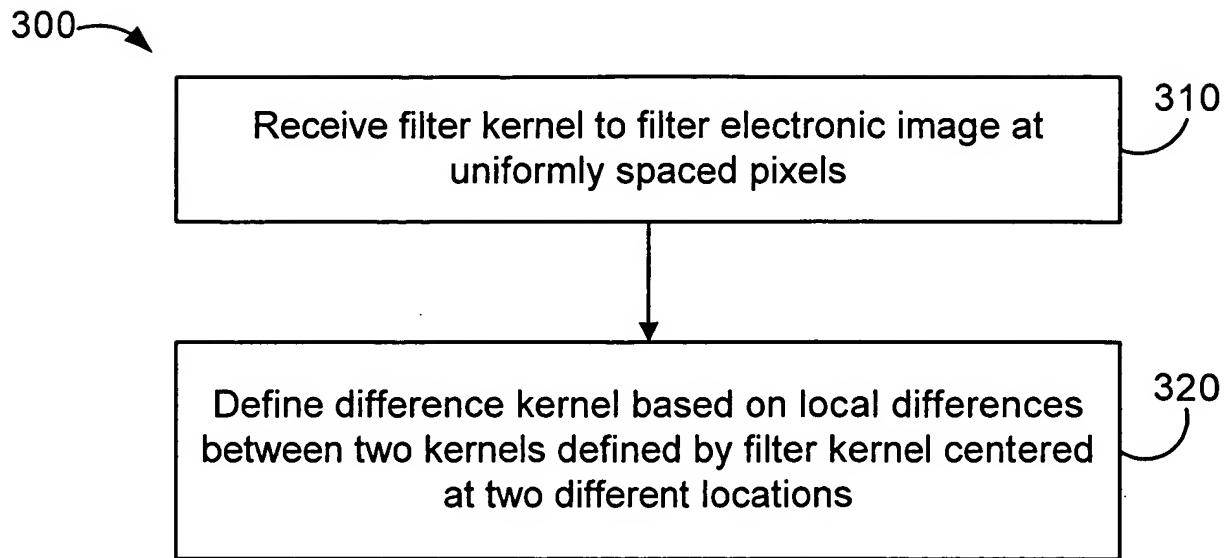 300
310
Receive filter kernel to filter electronic image at
uniformly spaced pixels
320
Define difference kernel based on local differences
between two kernels defined by filter kernel centered
at two different locations